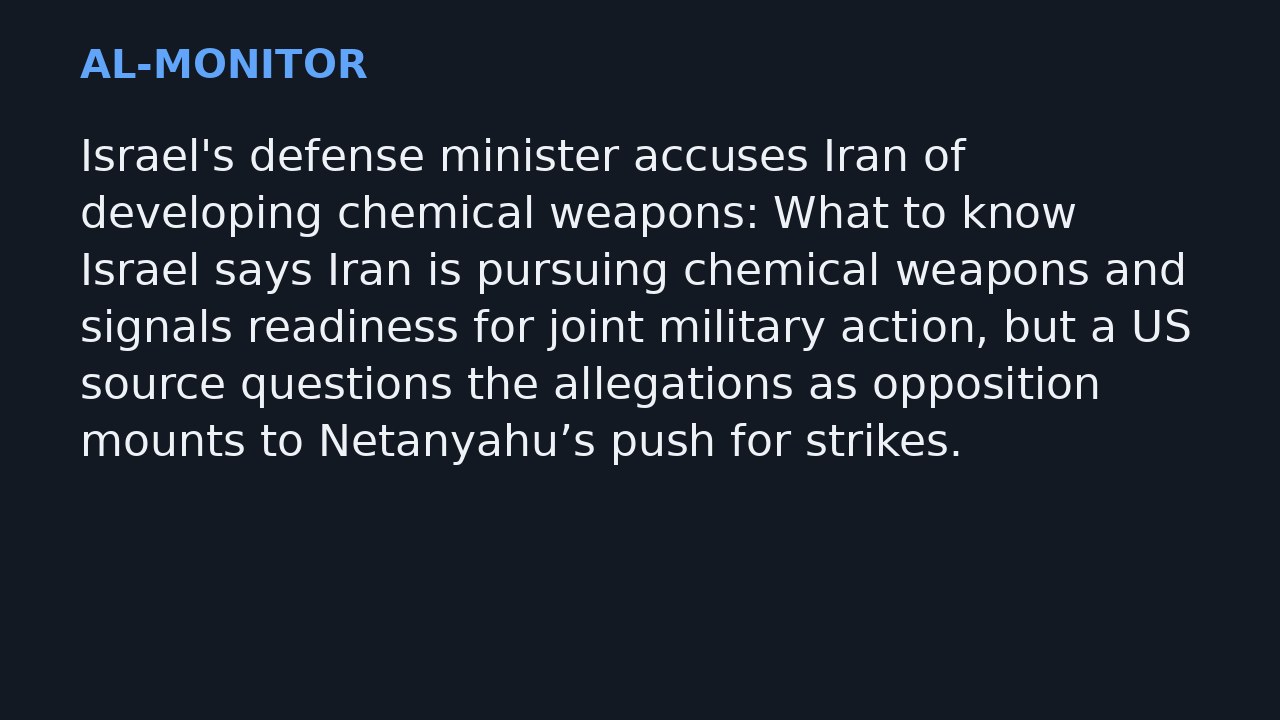 AL-MONITOR
Israel's defense minister accuses Iran of
developing chemical weapons: What to know
Israel says Iran is pursuing chemical weapons and
signals readiness for joint military action, but a US
source questions the allegations as opposition
mounts to Netanyahu’s push for strikes.